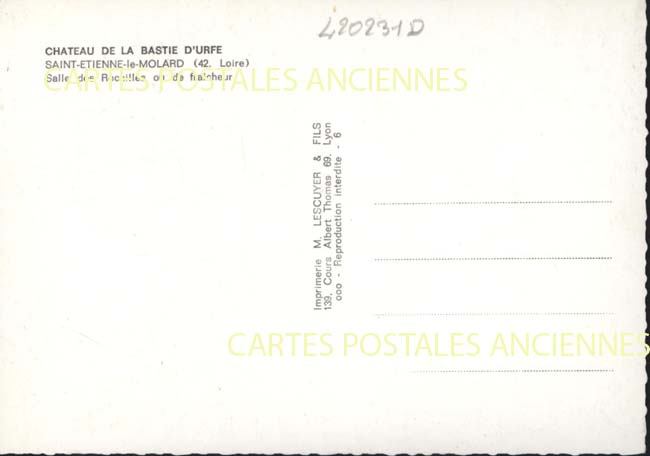 420231D
CHATEAU DE LA BASTIE D'URFE
SAINT-ETIENNE-le-MOLARD (42. Loire)
Salle des Rocailles ou de fraîcheur
CARTES POSTALES ANCIENNES
Imprimerie M. LESCUYER & FILS
139, Cours Albert Thomas 69. Lyon
ooo - Reproduction interdite - 6
CARTES POSTALES ANCIENNES